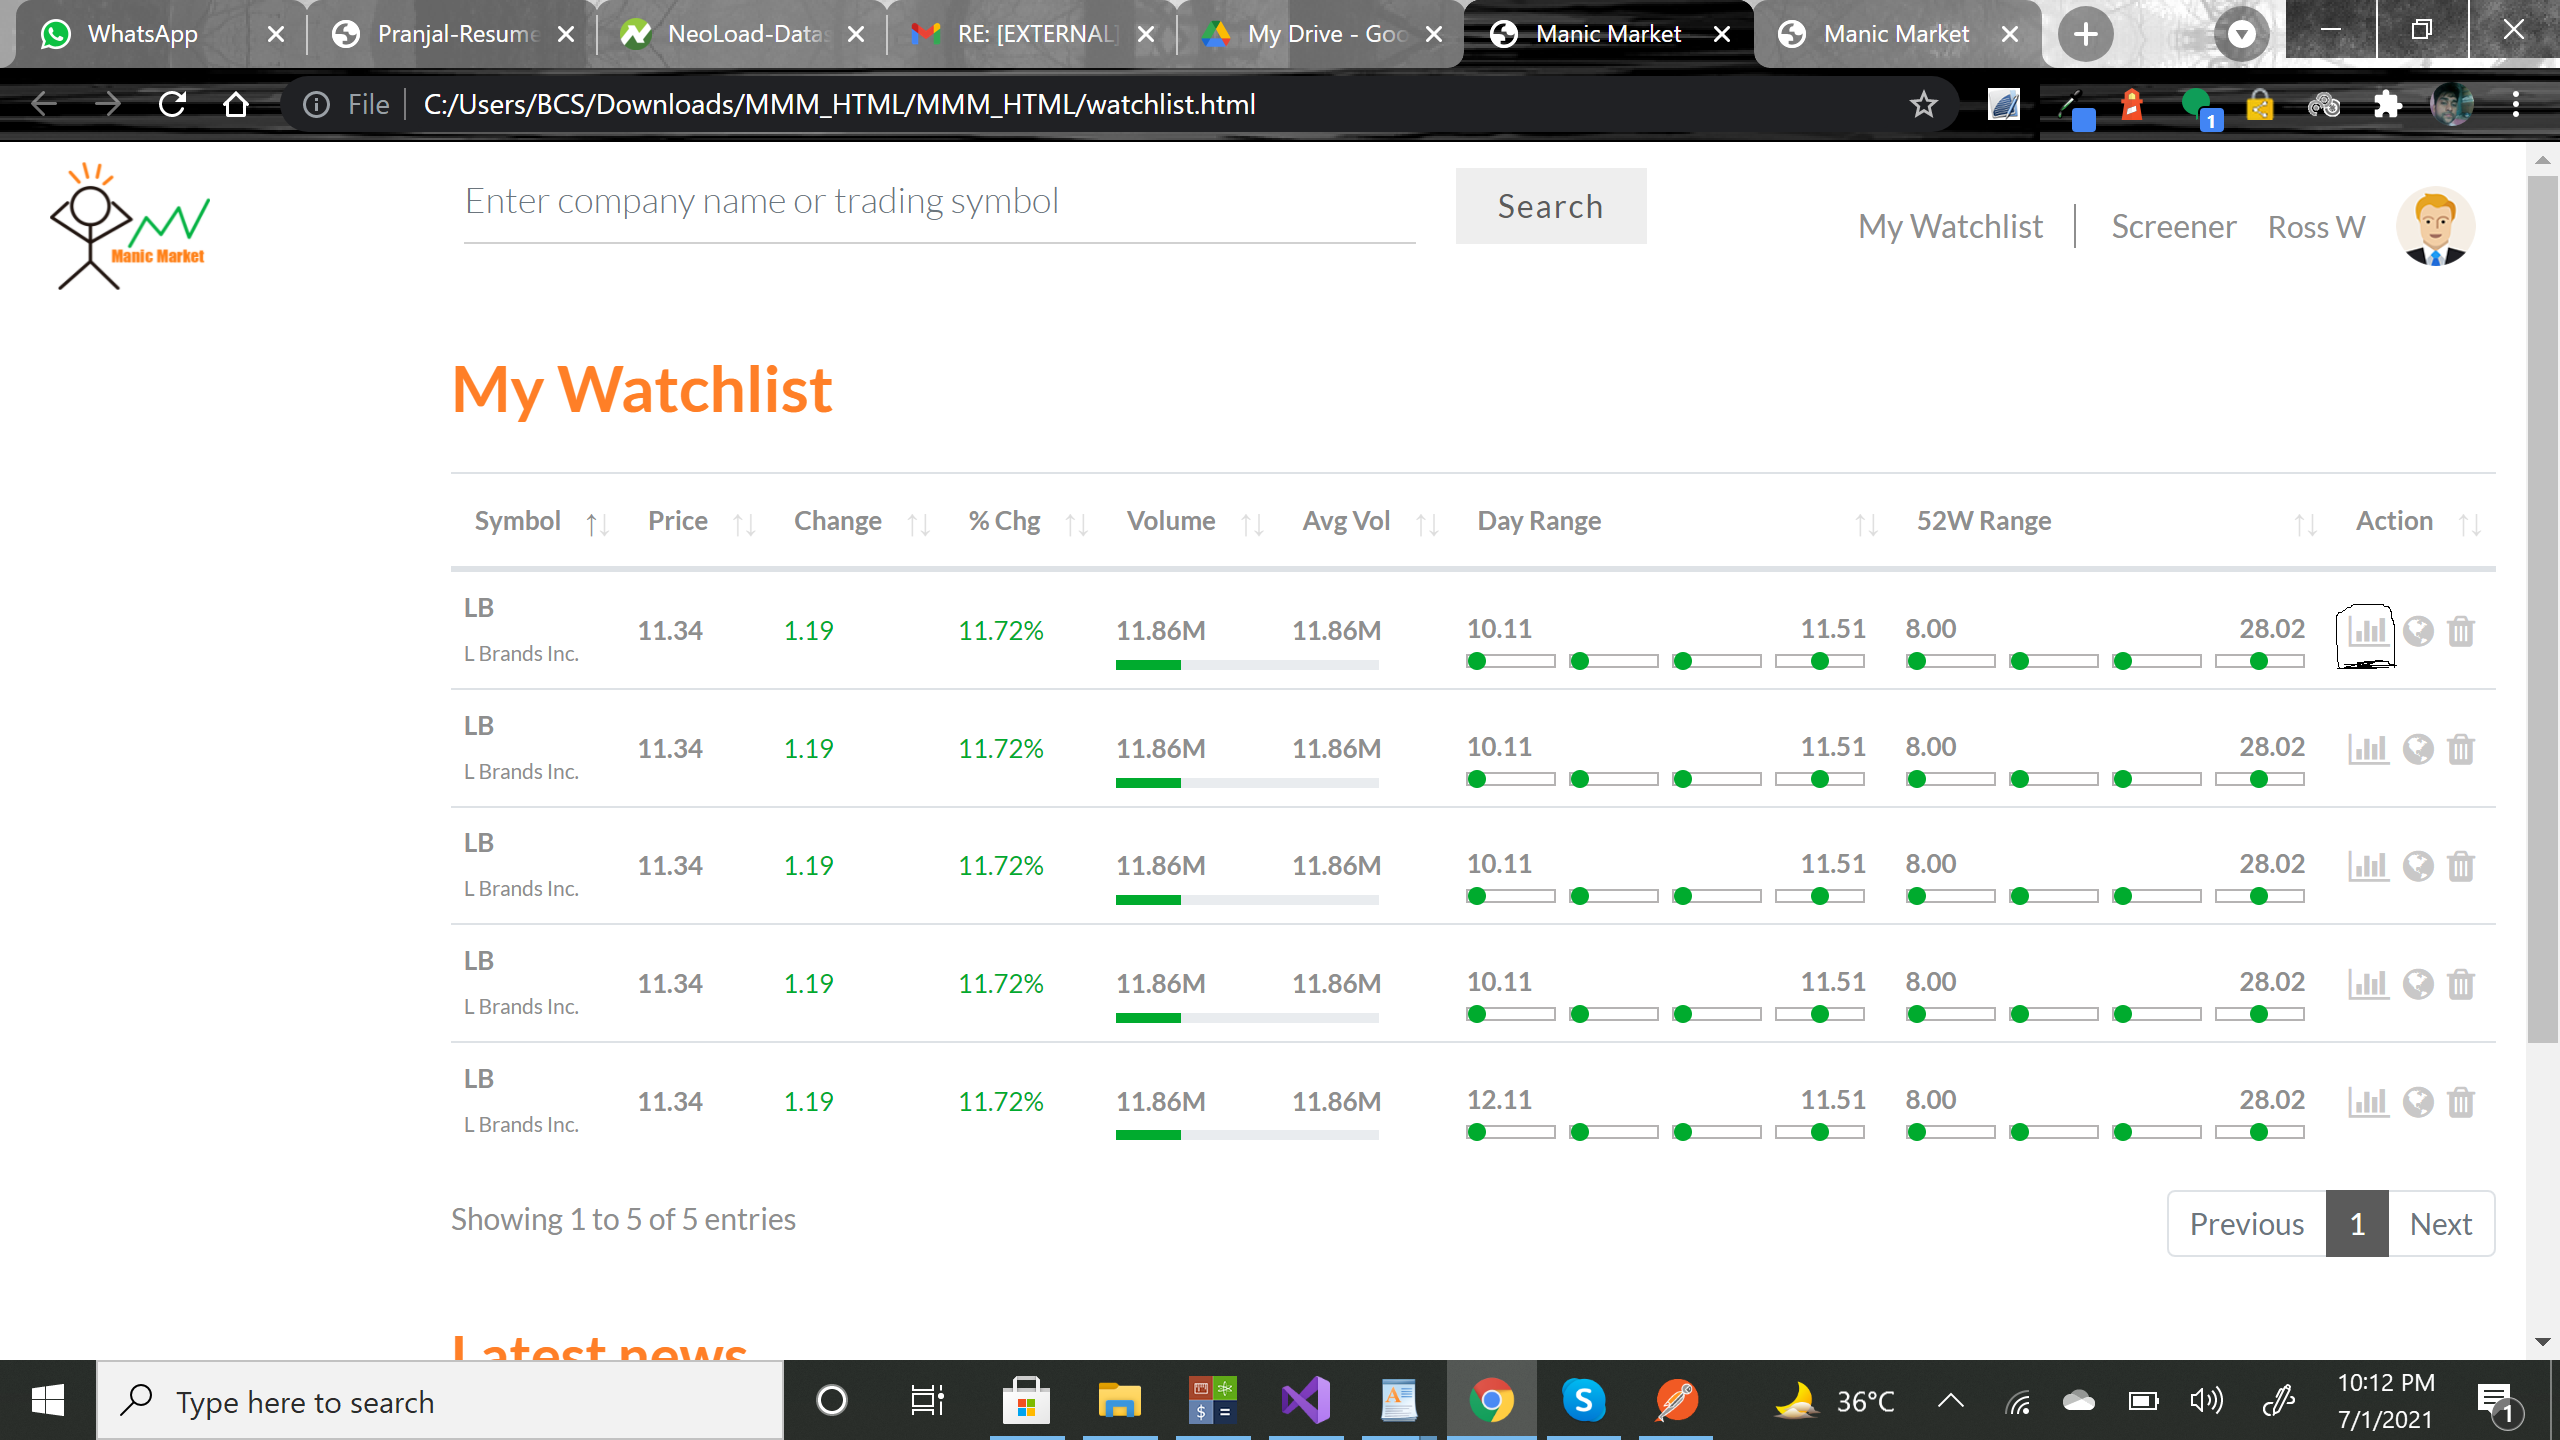 WhatsApp
Pranjal-Resume
NeoLoad-Datas
RE: [EXTERNAL]
My Drive - Goo
Manic Market
Manic Market
File
C:/Users/BCS/Downloads/MMM_HTML/MMM_HTML/watchlist.html
1
Manic Market
Enter company name or trading symbol
Search
My Watchlist
Screener
Ross W
My Watchlist
Symbol Price Change % Chg Volume Avg Vol Day Range 52W Range Action
LB
L Brands Inc.
11.34 1.19 11.72% 11.86M 11.86M 10.11 11.51 8.00 28.02
LB
L Brands Inc.
11.34 1.19 11.72% 11.86M 11.86M 10.11 11.51 8.00 28.02
LB
L Brands Inc.
11.34 1.19 11.72% 11.86M 11.86M 10.11 11.51 8.00 28.02
LB
L Brands Inc.
11.34 1.19 11.72% 11.86M 11.86M 10.11 11.51 8.00 28.02
LB
L Brands Inc.
11.34 1.19 11.72% 11.86M 11.86M 12.11 11.51 8.00 28.02
Showing 1 to 5 of 5 entries
Previous 1 Next
Latest news
Type here to search
36°C
10:12 PM
7/1/2021
1